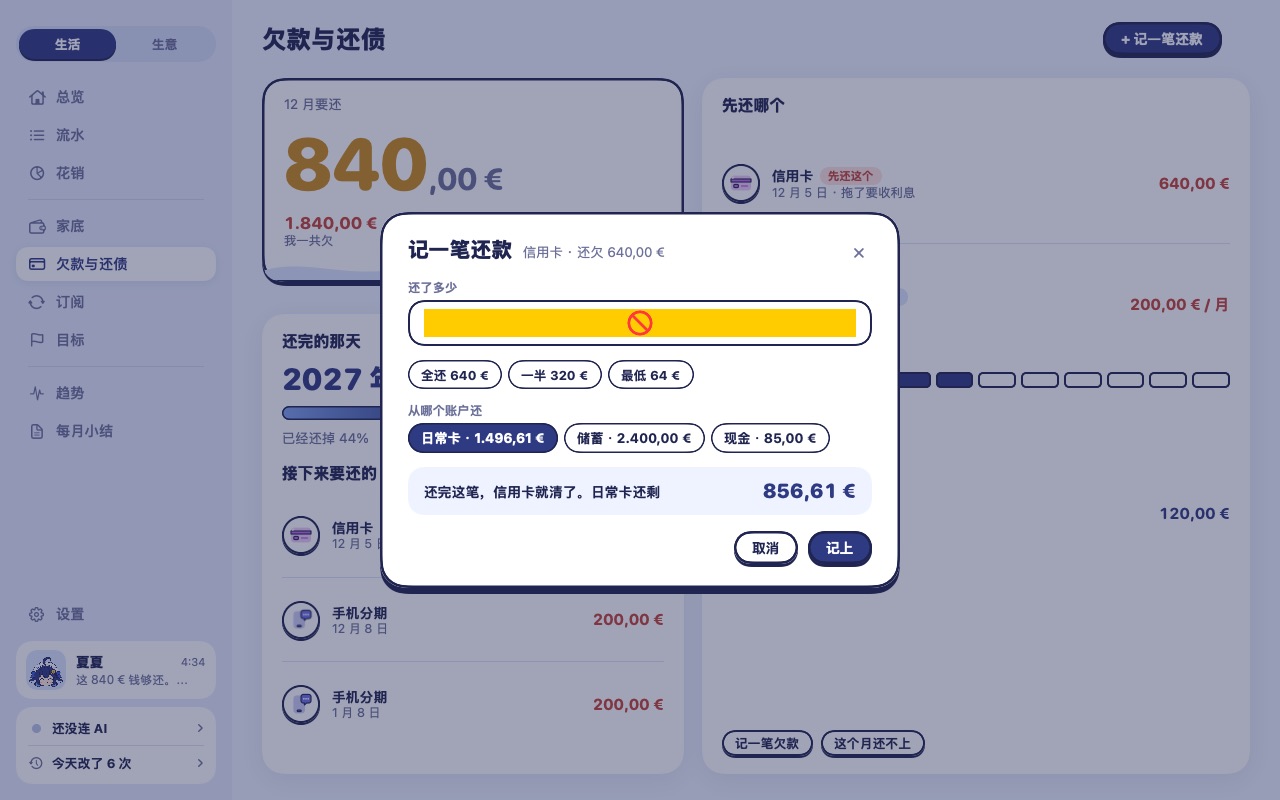 生活
生意
总览
流水
花销
家底
欠款与还债
订阅
目标
趋势
每月小结
设置
夏夏
4:34
这 840 € 钱够还。…
还没连 AI
今天改了 6 次
欠款与还债
+ 记一笔还款
12 月要还
840,00 €
1.840,00 €
我一共欠
还完的那天
2027
已经还掉 44%
接下来要还的
信用卡
12 月 5
手机分期
12 月 8 日
200,00 €
手机分期
1 月 8 日
200,00 €
先还哪个
信用卡
先还这个
12 月 5 日 · 拖了要收利息
640,00 €
200,00 € / 月
120,00 €
记一笔欠款
这个月还不上
记一笔还款
信用卡 · 还欠 640,00 €
×
还了多少
全还 640 €
一半 320 €
最低 64 €
从哪个账户还
日常卡 · 1.496,61 €
储蓄 · 2.400,00 €
现金 · 85,00 €
还完这笔，信用卡就清了。日常卡还剩
856,61 €
取消
记上